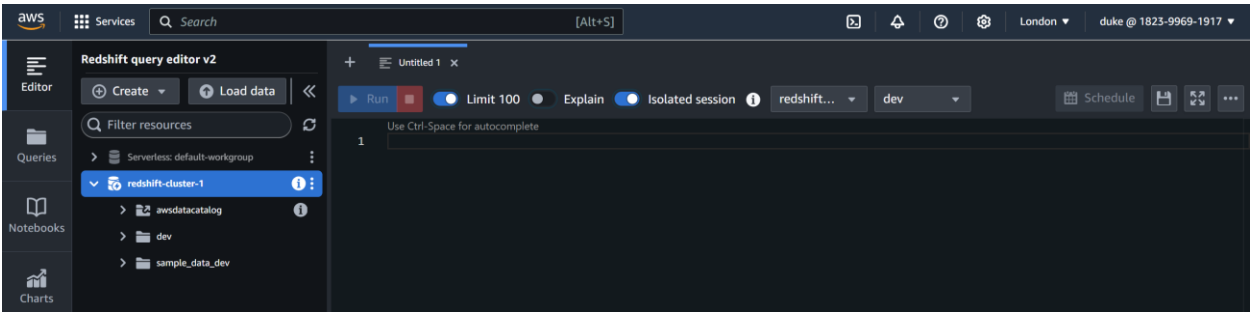 aws Services Search [Alt+S] London duke @ 1823-9969-1917
Editor
Queries
Notebooks
Charts
Redshift query editor v2
Create Load data
Filter resources
Serverless: default-workgroup
redshift-cluster-1
awsdatacatalog
dev
sample_data_dev
Untitled 1
Run Limit 100 Explain Isolated session redshift... dev Schedule
Use Ctrl-Space for autocomplete
1